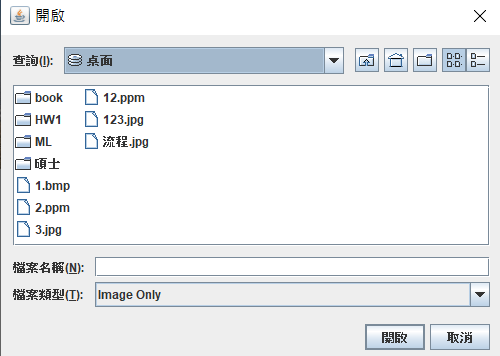 開啟
查詢(I): 桌面
book
HW1
ML
碩士
1.bmp
2.ppm
3.jpg
12.ppm
123.jpg
流程.jpg
檔案名稱(N):
檔案類型(T): Image Only
開啟 取消